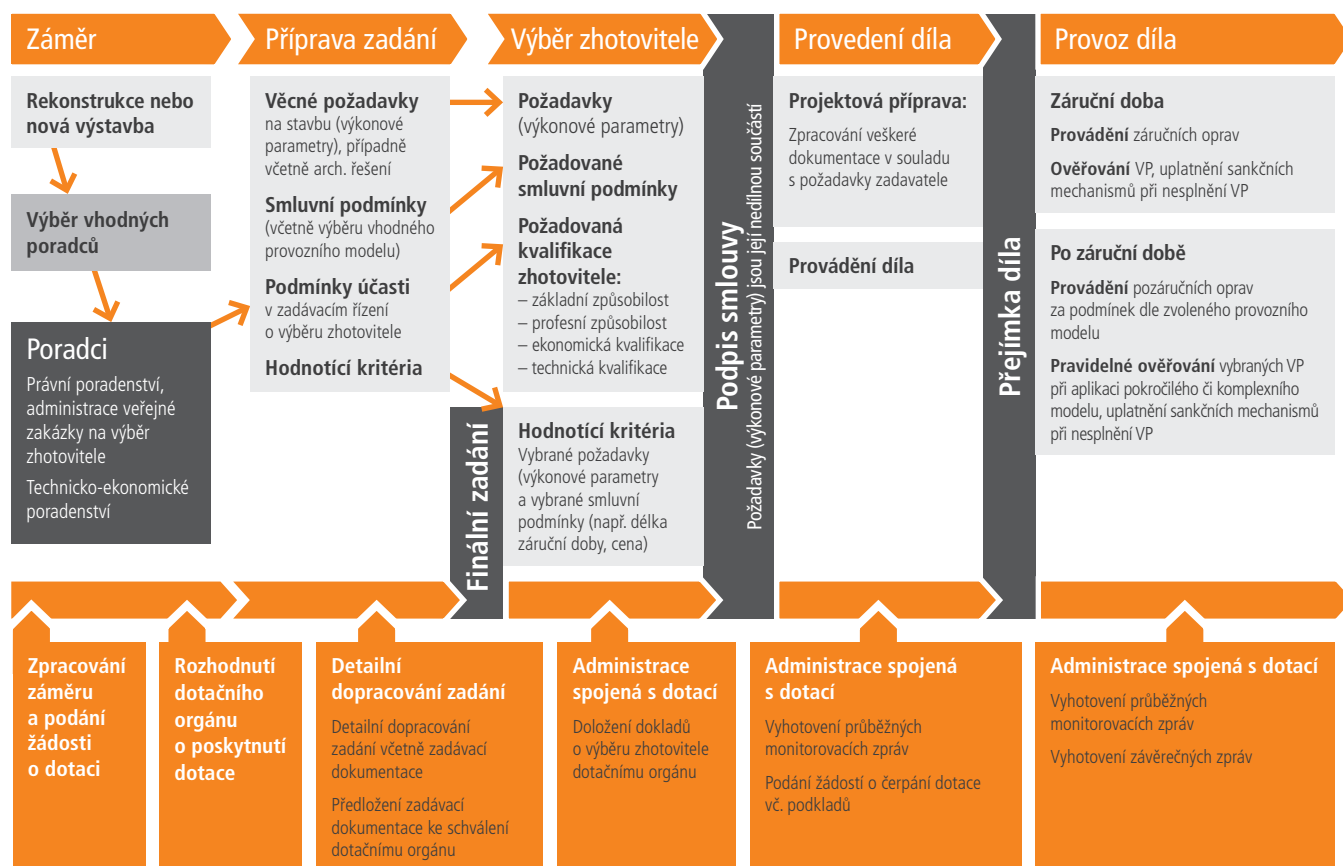 Záměr
Rekonstrukce nebo
nová výstavba
Výběr vhodných
poradců
Poradci
Právní poradenství,
administrace veřejné
zakázky na výběr
zhotovitele
Technicko-ekonomické
poradenství
Příprava zadání
Věcné požadavky
na stavbu (výkonové
parametry), případně
včetně arch. řešení
Smluvní podmínky
(včetně výběru vhodného
provozního modelu)
Podmínky účasti
v zadávacím řízení
o výběru zhotovitele
Hodnotící kritéria
Finální zadání
Výběr zhotovitele
Požadavky
(výkonové parametry)
Požadované
smluvní podmínky
Požadovaná
kvalifikace
zhotovitele:
– základní způsobilost
– profesní způsobilost
– ekonomická kvalifikace
– technická kvalifikace
Hodnotící kritéria
Vybrané požadavky
(výkonové parametry
a vybrané smluvní
podmínky (např. délka
záruční doby, cena)
Podpis smlouvy
Požadavky (výkonové parametry) jsou její nedílnou součástí
Provedení díla
Projektová příprava:
Zpracování veškeré
dokumentace v souladu
s požadavky zadavatele
Provádění díla
Přejímka díla
Provoz díla
Záruční doba
Provádění záručních oprav
Ověřování VP, uplatnění sankčních
mechanismů při nesplnění VP
Po záruční době
Provádění pozáručních oprav
za podmínek dle zvoleného provozního
modelu
Pravidelné ověřování vybraných VP
při aplikaci pokročilého či komplexního
modelu, uplatnění sankčních mechanismů
při nesplnění VP
Zpracování
záměru
a podání
žádosti
o dotaci
Rozhodnutí
dotačního
orgánu
o poskytnutí
dotace
Detailní
dopracování zadání
Detailní dopracování
zadání včetně zadávací
dokumentace
Předložení zadávací
dokumentace ke schválení
dotačnímu orgánu
Administrace
spojená s dotací
Doložení dokladů
o výběru zhotovitele
dotačnímu orgánu
Administrace spojená
s dotací
Vyhotovení průběžných
monitorovacích zpráv
Podání žádostí o čerpání dotace
vč. podkladů
Administrace spojená s dotací
Vyhotovení průběžných
monitorovacích zpráv
Vyhotovení závěrečných zpráv